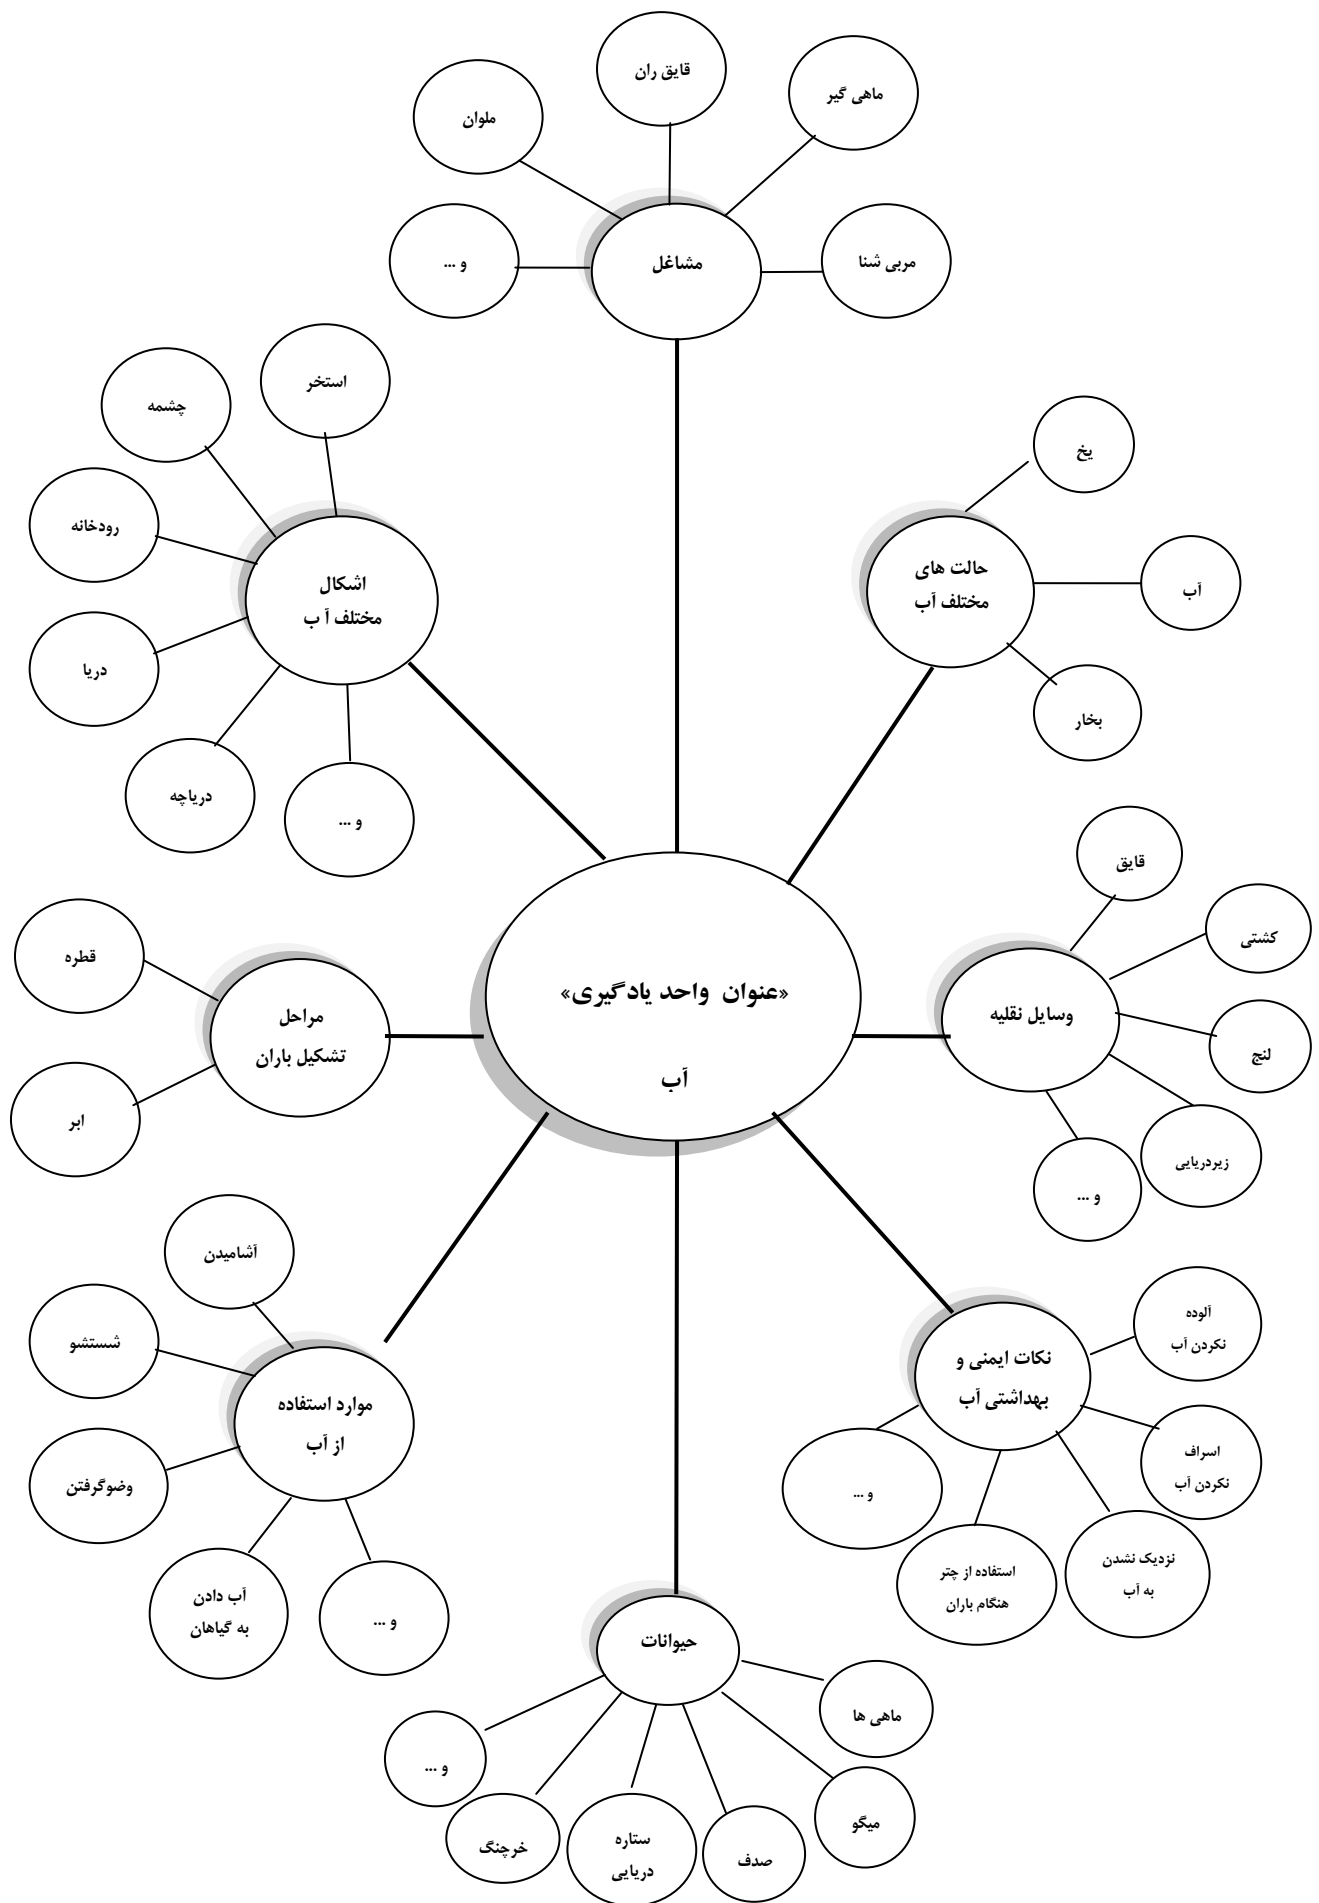 قایق ران
ماهی گیر
ملوان
مشاغل
مربی شنا
و ...
استخر
چشمه
رودخانه
اشکال
مختلف آ ب
دریا
دریاچه
و ...
یخ
حالت های
مختلف آب
آب
بخار
قایق
کشتی
وسایل نقلیه
لنج
زیردریایی
و ...
«عنوان واحد یادگیری»
آب
قطره
مراحل
تشکیل باران
ابر
آشامیدن
شستشو
موارد استفاده
از آب
وضوگرفتن
آب دادن
به گیاهان
و ...
آلوده
نکردن آب
نکات ایمنی و
بهداشتی آب
اسراف
نکردن آب
نزدیک نشدن
به آب
استفاده از چتر
هنگام باران
و ...
حیوانات
ماهی ها
میگو
صدف
ستاره
دریایی
خرچنگ
و ...